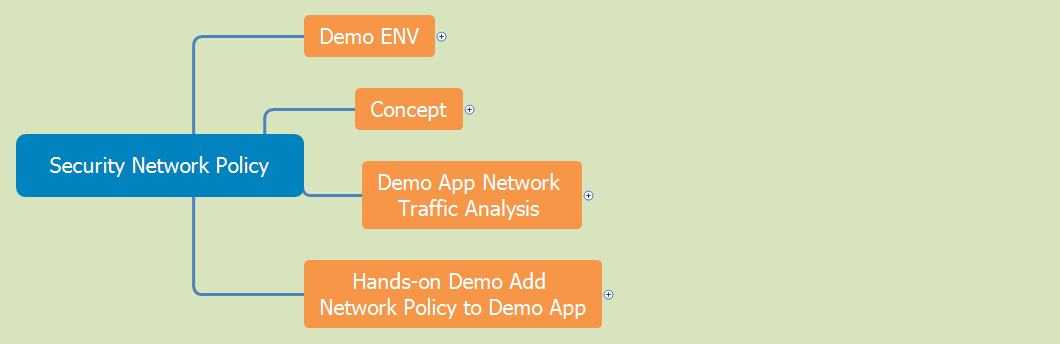 Demo ENV
Concept
Security Network Policy
Demo App Network
Traffic Analysis
Hands-on Demo Add
Network Policy to Demo App